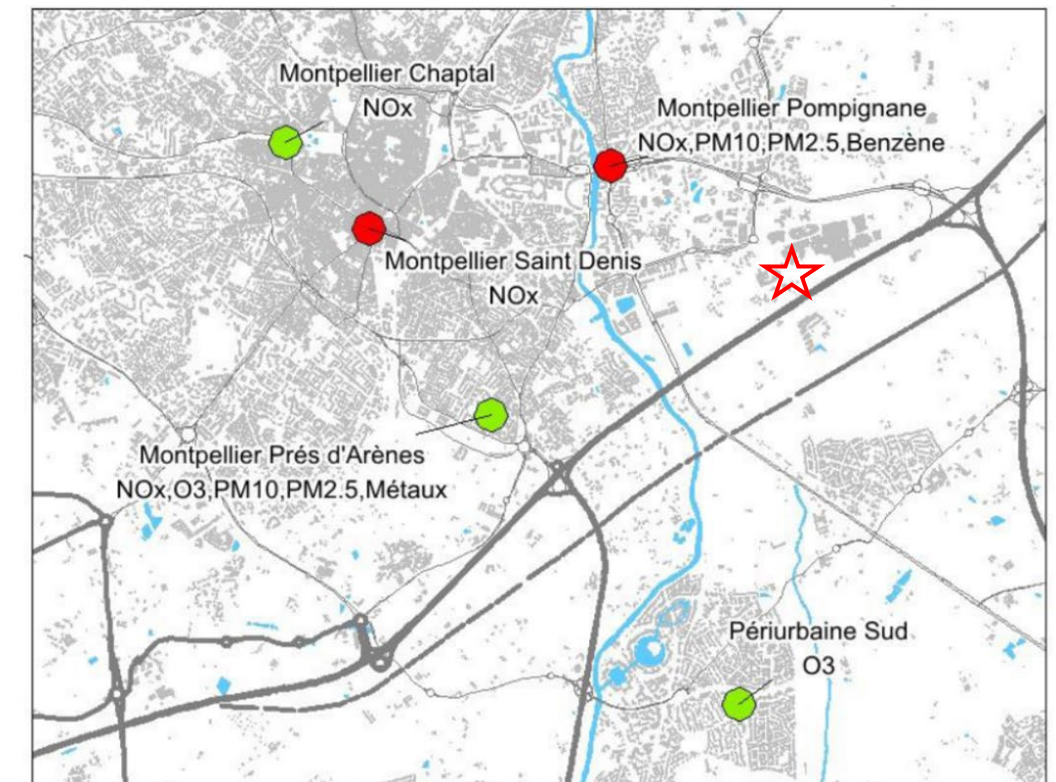 Montpellier Chaptal
NOx
Montpellier Pompignane
NOx,PM10,PM2.5,Benzène
Montpellier Saint Denis
NOx
Montpellier Prés d'Arènes
NOx,O3,PM10,PM2.5,Métaux
Périurbaine Sud
O3